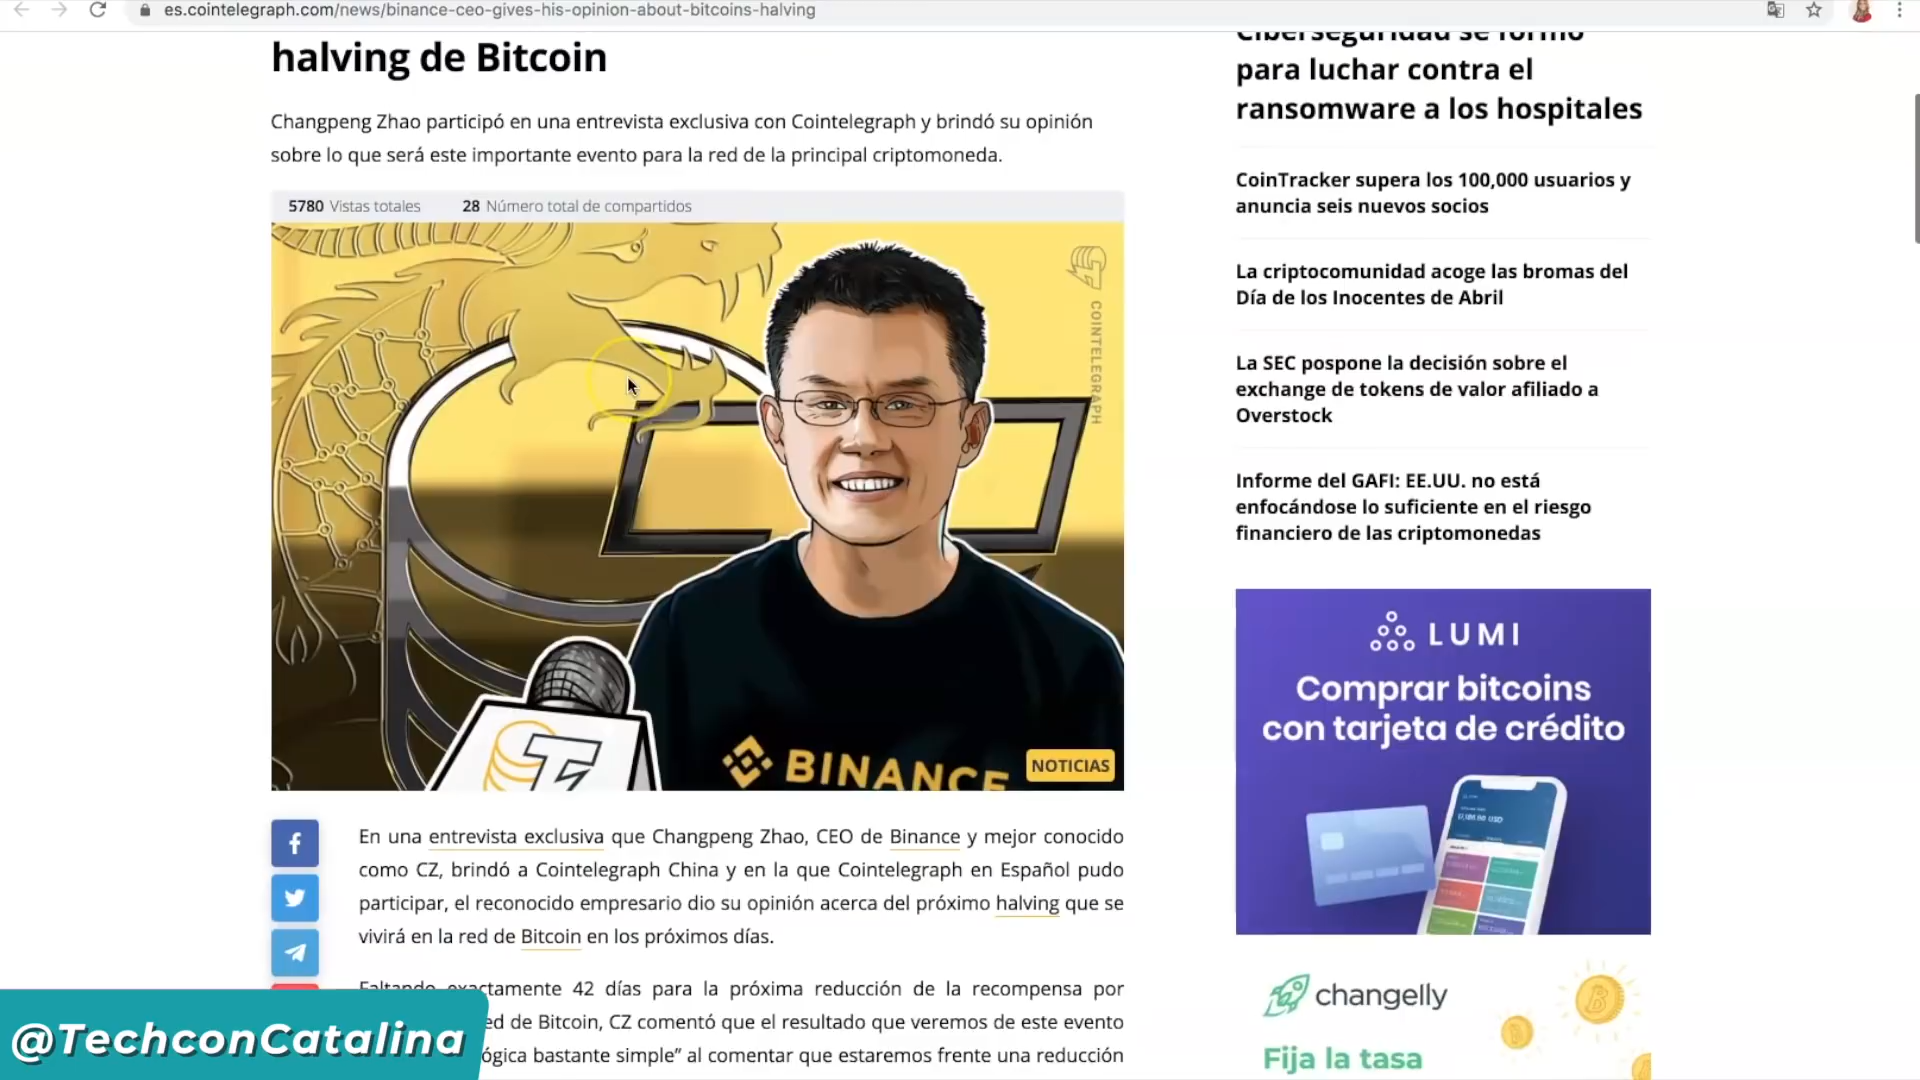 es.cointelegraph.com/news/binance-ceo-gives-his-opinion-about-bitcoins-halving
halving de Bitcoin
Changpeng Zhao participó en una entrevista exclusiva con Cointelegraph y brindó su opinión
sobre lo que será este importante evento para la red de la principal criptomoneda.
5780 Vistas totales 28 Número total de compartidos
COINTELEGRAPH
BINANCE
NOTICIAS
En una entrevista exclusiva que Changpeng Zhao, CEO de Binance y mejor conocido
como CZ, brindó a Cointelegraph China y en la que Cointelegraph en Español pudo
participar, el reconocido empresario dio su opinión acerca del próximo halving que se
vivirá en la red de Bitcoin en los próximos días.
Faltando exactamente 42 días para la próxima reducción de la recompensa por
ed de Bitcoin, CZ comentó que el resultado que veremos de este evento
ógica bastante simple” al comentar que estaremos frente una reducción
@TechconCatalina
Ciberseguridad se formó
para luchar contra el
ransomware a los hospitales
CoinTracker supera los 100,000 usuarios y
anuncia seis nuevos socios
La criptocomunidad acoge las bromas del
Día de los Inocentes de Abril
La SEC pospone la decisión sobre el
exchange de tokens de valor afiliado a
Overstock
Informe del GAFI: EE.UU. no está
enfocándose lo suficiente en el riesgo
financiero de las criptomonedas
LUMI
Comprar bitcoins
con tarjeta de crédito
changelly
Fija la tasa